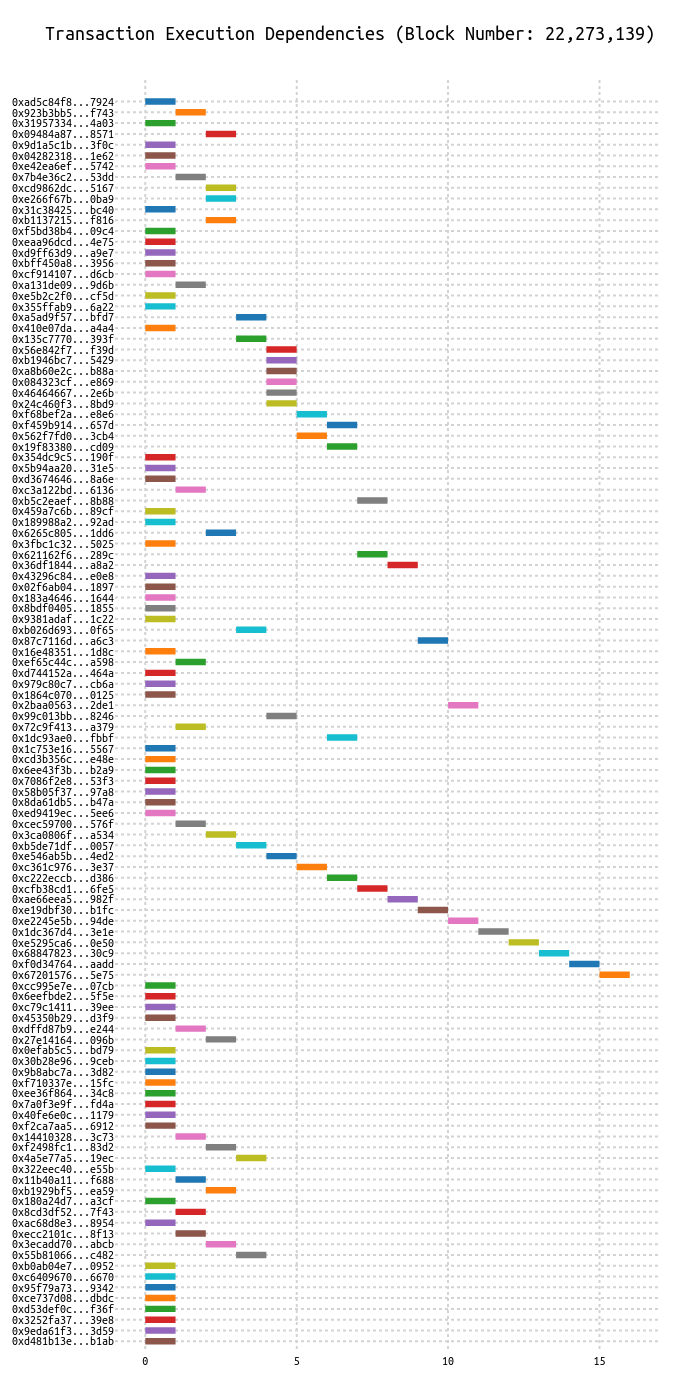 Transaction Execution Dependencies (Block Number: 22,273,139)
0xad5c84f8...7924
0x923b3bb5...f743
0x31957334...4a03
0x09484a87...8571
0x9d1a5c1b...3f0c
0x04282318...1e62
0xe42ea6ef...5742
0x7b4e36c2...53dd
0xcd9862dc...5167
0xe266f67b...0ba9
0x31c38425...bc40
0xb1137215...f816
0xf5bd38b4...09c4
0xeaa96dcd...4e75
0xd9ff63d9...a9e7
0xbff450a8...3956
0xcf914107...d6cb
0xa131de09...9d6b
0xe5b2c2f0...cf5d
0x355ffab9...6a22
0xa5ad9f57...bfd7
0x410e07da...a4a4
0x135c7770...393f
0x56e842f7...f39d
0xb1946bc7...5429
0xa8b60e2c...b88a
0x084323cf...e869
0x46464667...2e6b
0x24c460f3...8bd9
0xf68bef2a...e8e6
0xf459b914...657d
0x562f7fd0...3cb4
0x19f83380...cd09
0x354dc9c5...190f
0x5b94aa20...31e5
0xd3674646...8a6e
0xc3a122bd...6136
0xb5c2eaef...8b88
0x459a7c6b...89cf
0x189988a2...92ad
0x6265c805...1dd6
0x3fbc1c32...5025
0x621162f6...289c
0x36df1844...a8a2
0x43296c84...e0e8
0x02f6ab04...1897
0x183a4646...1644
0x8bdf0405...1855
0x9381adaf...1c22
0xb026d693...0f65
0x87c7116d...a6c3
0x16e48351...1d8c
0xef65c44c...a598
0xd744152a...464a
0x979c80c7...cb6a
0x1864c070...0125
0x2baa0563...2de1
0x99c013bb...8246
0x72c9f413...a379
0x1dc93ae0...fbbf
0x1c753e16...5567
0xcd3b356c...e48e
0x6ee43f3b...b2a9
0x7086f2e8...53f3
0x58b05f37...97a8
0x8da61db5...b47a
0xed9419ec...5ee6
0xcec59700...576f
0x3ca0806f...a534
0xb5de71df...0057
0xe546ab5b...4ed2
0xc361c976...3e37
0xc222eccb...d386
0xcfb38cd1...6fe5
0xae66eea5...982f
0xe19dbf30...b1fc
0xe2245e5b...94de
0x1dc367d4...3e1e
0xe5295ca6...0e50
0x68847823...30c9
0xf0d34764...aadd
0x67201576...5e75
0xcc995e7e...07cb
0x6eefbde2...5f5e
0xc79c1411...39ee
0x45350b29...d3f9
0xdffd87b9...e244
0x27e14164...096b
0x0efab5c5...bd79
0x30b28e96...9ceb
0x9b8abc7a...3d82
0xf710337e...15fc
0xee36f864...34c8
0x7a0f3e9f...fd4a
0x40fe6e0c...1179
0xf2ca7aa5...6912
0x14410328...3c73
0xf2498fc1...83d2
0x4a5e77a5...19ec
0x322eec40...e55b
0x11b40a11...f688
0xb1929bf5...ea59
0x180a24d7...a3cf
0x8cd3df52...7f43
0xac68d8e3...8954
0xecc2101c...8f13
0x3ecadd70...abcb
0x55b81066...c482
0xb0ab04e7...0952
0xc6409670...6670
0x95f79a73...9342
0xce737d08...dbdc
0xd53def0c...f36f
0x3252fa37...39e8
0x9eda61f3...3d59
0xd481b13e...b1ab
0 5 10 15